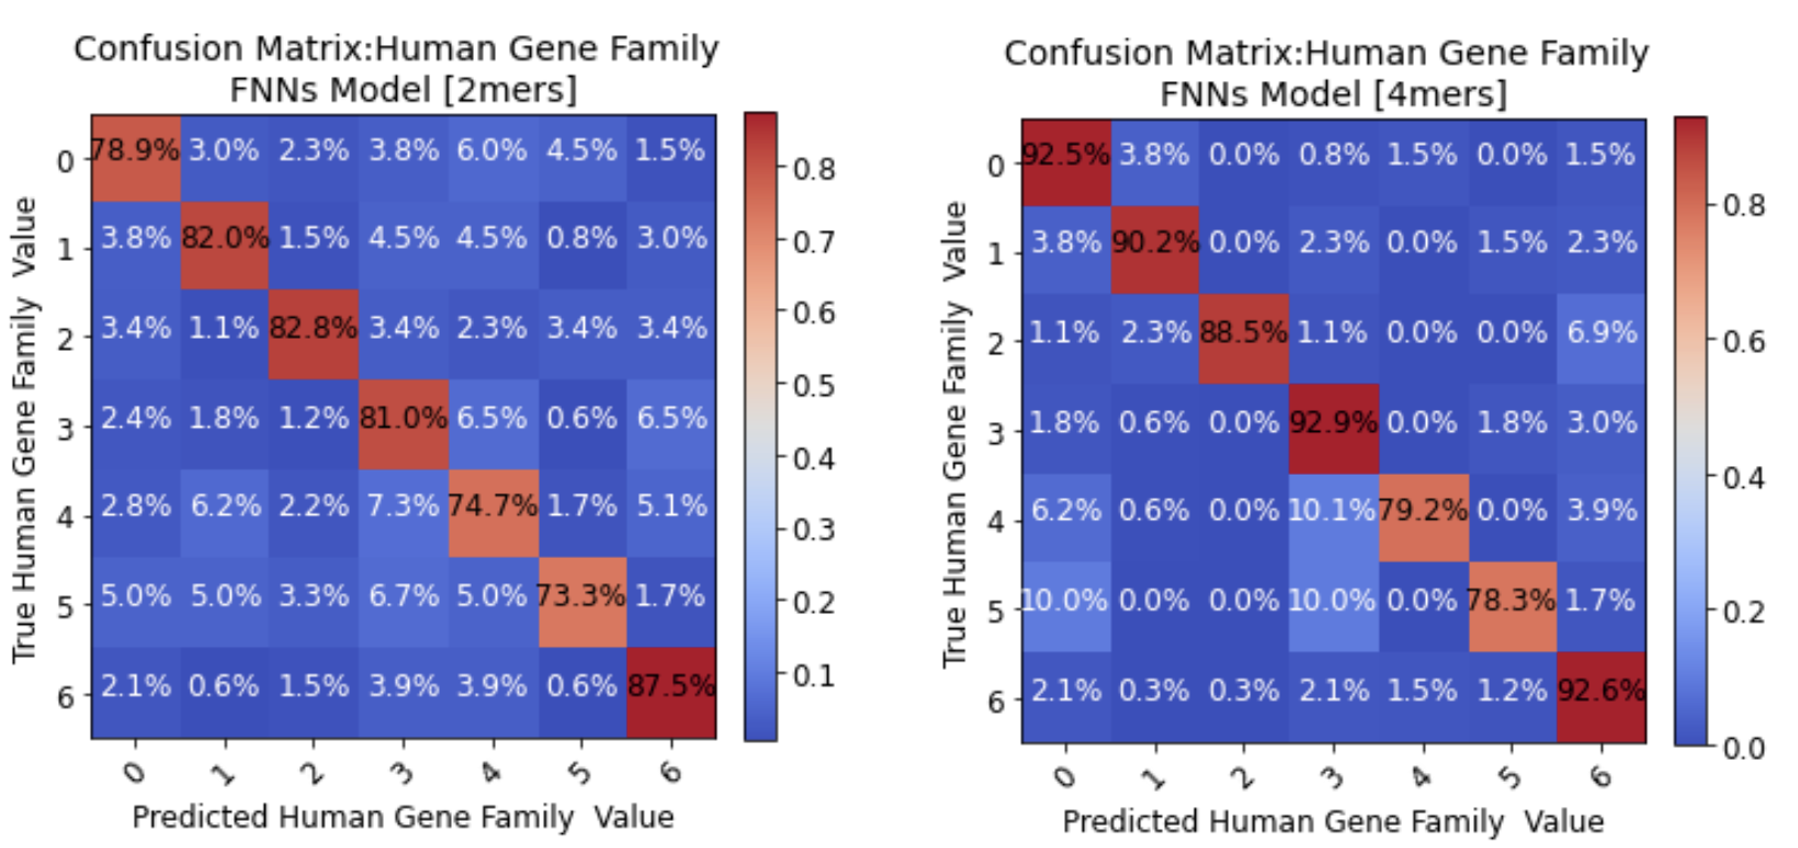 Confusion Matrix:Human Gene Family
FNNs Model [2mers]
True Human Gene Family  Value
0 78.9% 3.0% 2.3% 3.8% 6.0% 4.5% 1.5%
1 3.8% 82.0% 1.5% 4.5% 4.5% 0.8% 3.0%
2 3.4% 1.1% 82.8% 3.4% 2.3% 3.4% 3.4%
3 2.4% 1.8% 1.2% 81.0% 6.5% 0.6% 6.5%
4 2.8% 6.2% 2.2% 7.3% 74.7% 1.7% 5.1%
5 5.0% 5.0% 3.3% 6.7% 5.0% 73.3% 1.7%
6 2.1% 0.6% 1.5% 3.9% 3.9% 0.6% 87.5%
0 1 2 3 4 5 6
Predicted Human Gene Family  Value
0.8
0.7
0.6
0.5
0.4
0.3
0.2
0.1
Confusion Matrix:Human Gene Family
FNNs Model [4mers]
True Human Gene Family  Value
0 92.5% 3.8% 0.0% 0.8% 1.5% 0.0% 1.5%
1 3.8% 90.2% 0.0% 2.3% 0.0% 1.5% 2.3%
2 1.1% 2.3% 88.5% 1.1% 0.0% 0.0% 6.9%
3 1.8% 0.6% 0.0% 92.9% 0.0% 1.8% 3.0%
4 6.2% 0.6% 0.0% 10.1% 79.2% 0.0% 3.9%
5 10.0% 0.0% 0.0% 10.0% 0.0% 78.3% 1.7%
6 2.1% 0.3% 0.3% 2.1% 1.5% 1.2% 92.6%
0 1 2 3 4 5 6
Predicted Human Gene Family  Value
0.8
0.6
0.4
0.2
0.0